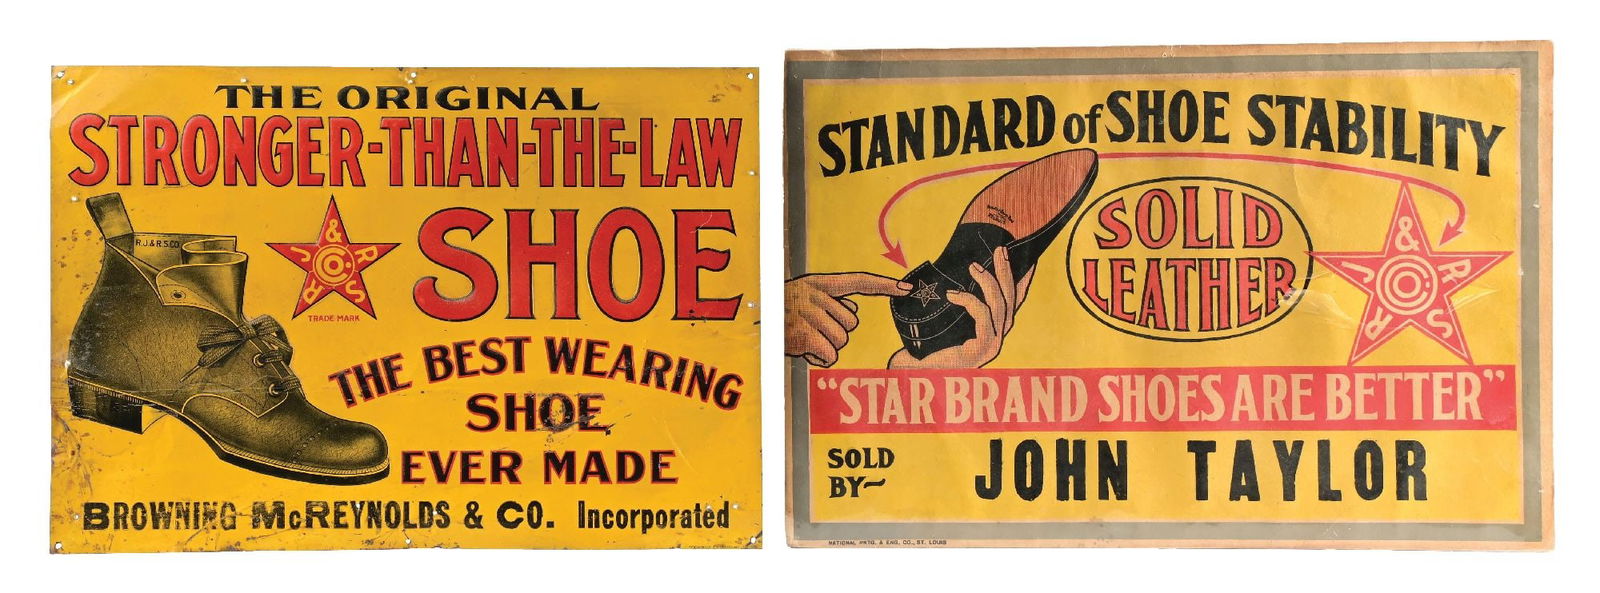 THE ORIGINAL
STRONGER-THAN-THE-LAW
SHOE
R.J.&R.S.CO
& R S R J
TRADE MARK
THE BEST WEARING
SHOE
EVER MADE
BROWNING McREYNOLDS & CO. Incorporated
STANDARD of SHOE STABILITY
SOLID
LEATHER
& R S R J
"STAR BRAND SHOES ARE BETTER"
SOLD
BY~
JOHN TAYLOR
NATIONAL PRTG. & ENG. CO., ST. LOUIS